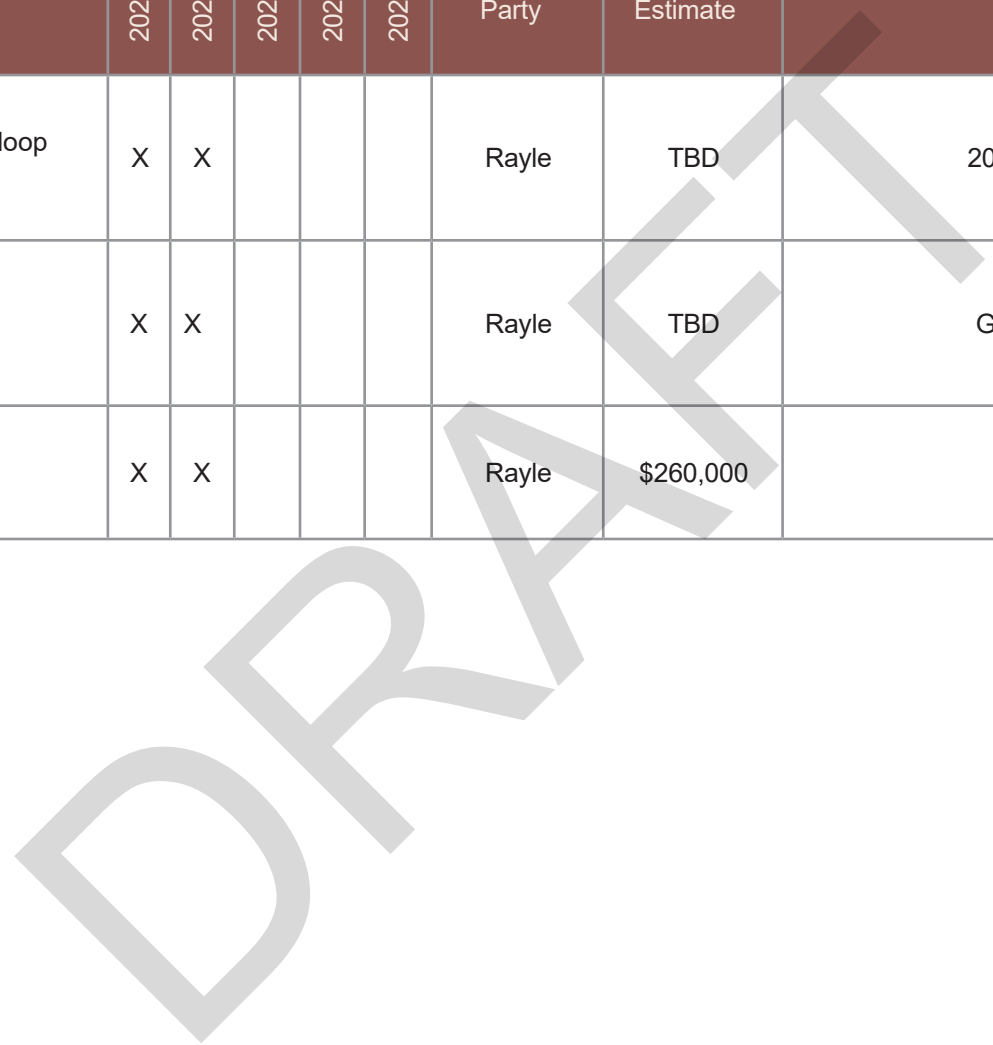 202 202 202 202 202 Party Estimate
loop
X X Rayle TBD 20
X X Rayle TBD G
X X Rayle $260,000
DRAFT